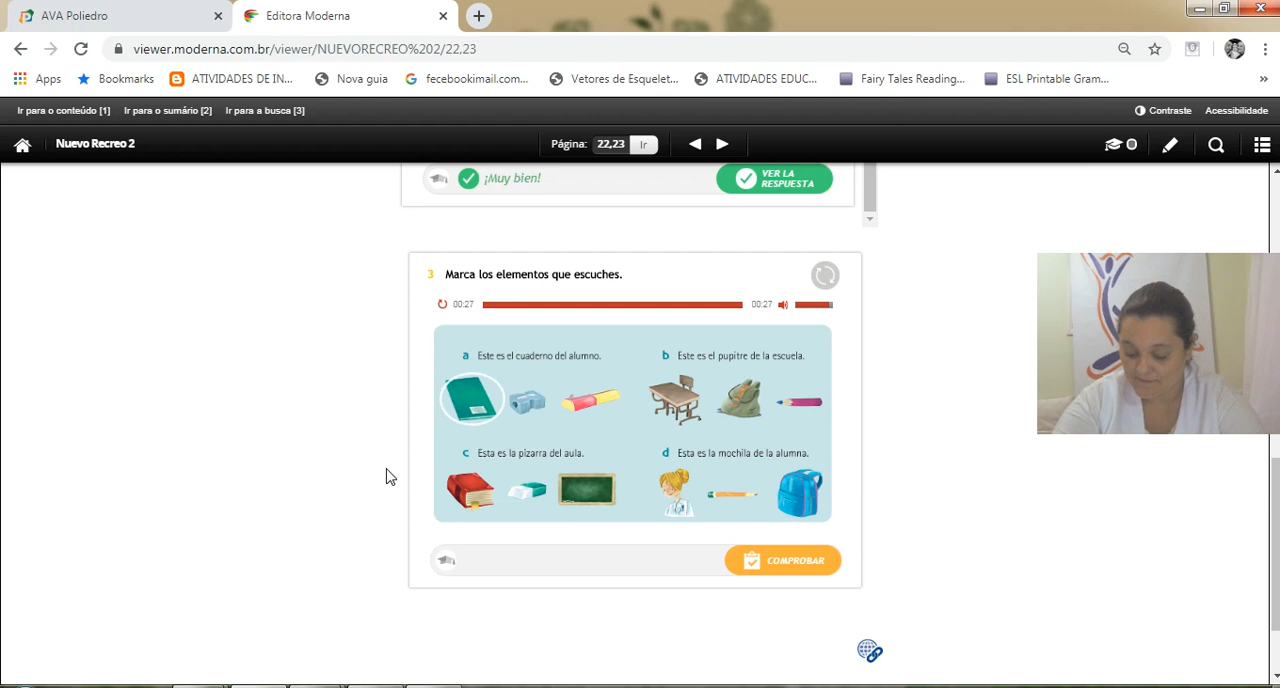 AVA Poliedro
Editora Moderna
viewer.moderna.com.br/viewer/NUEVORECREO%202/22,23
Apps
Bookmarks
ATIVIDADES DE IN...
Nova guia
fecebookimail.com...
Vetores de Esquelet...
ATIVIDADES EDUC...
Fairy Tales Reading...
ESL Printable Gram...
»
Ir para o conteúdo [1]
Ir para o sumário [2]
Ir para a busca [3]
Contraste
Acessibilidade
Nuevo Recreo 2
Página: 22,23 Ir
¡Muy bien!
VER LA
RESPUESTA
3 Marca los elementos que escuches.
00:27
00:27
a Este es el cuaderno del alumno.
b Este es el pupitre de la escuela.
c Esta es la pizarra del aula.
d Esta es la mochila de la alumna.
COMPROBAR